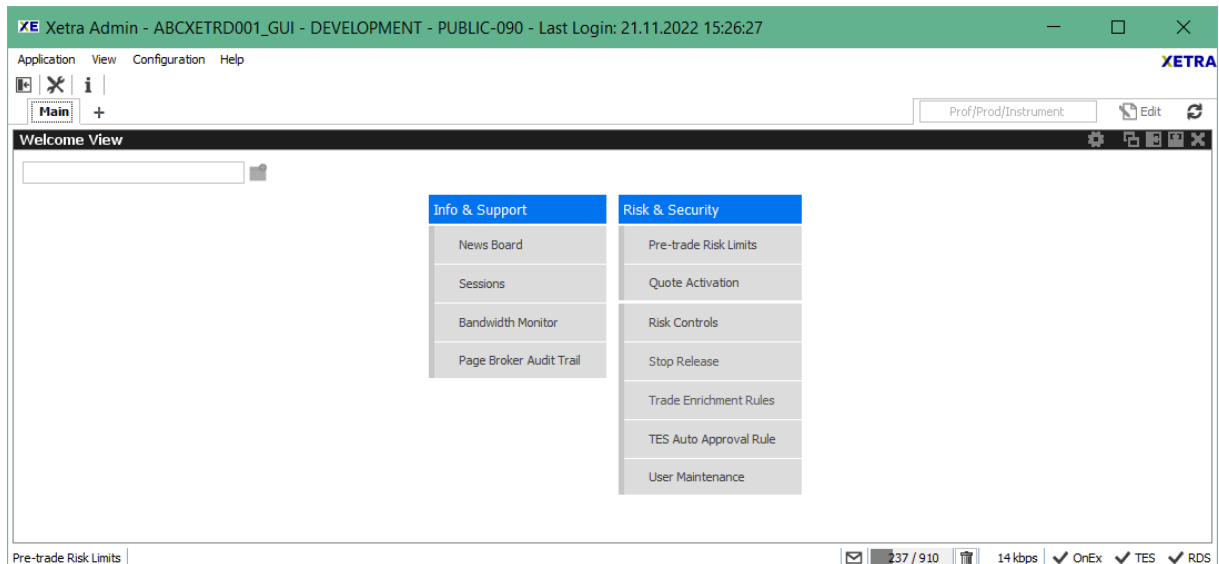 XE Xetra Admin - ABCXETRD001_GUI - DEVELOPMENT - PUBLIC-090 - Last Login: 21.11.2022 15:26:27
Application View Configuration Help
XETRA
i
Main +
Prof/Prod/Instrument Edit
Welcome View
Info & Support
News Board
Sessions
Bandwidth Monitor
Page Broker Audit Trail
Risk & Security
Pre-trade Risk Limits
Quote Activation
Risk Controls
Stop Release
Trade Enrichment Rules
TES Auto Approval Rule
User Maintenance
Pre-trade Risk Limits 237 / 910 14 kbps OnEx TES RDS